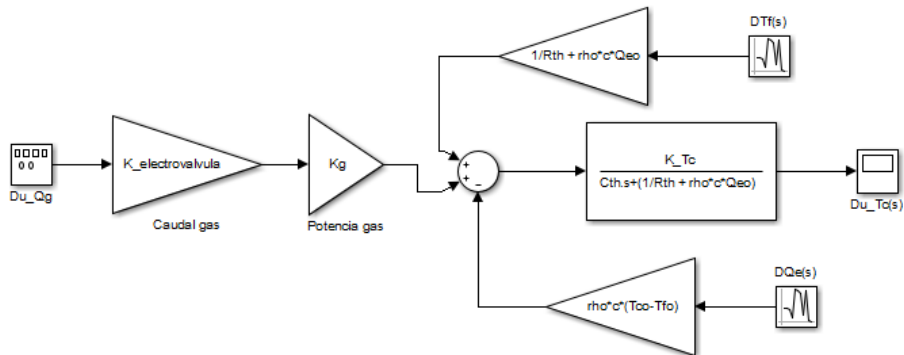 DTf(s)
1/Rth + rho*c*Qeo
Du_Qg
K_electrovalvula
Caudal gas
Kg
Potencia gas
+
+
−
K_Tc
Cth.s+(1/Rth + rho*c*Qeo)
Du_Tc(s)
rho*c*(Tco-Tfo)
DQe(s)